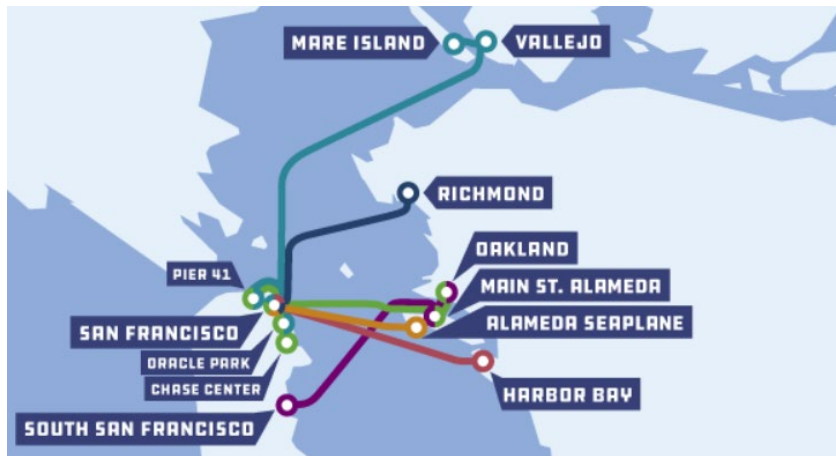 MARE ISLAND
VALLEJO
RICHMOND
OAKLAND
PIER 41
MAIN ST. ALAMEDA
SAN FRANCISCO
ALAMEDA SEAPLANE
ORACLE PARK
CHASE CENTER
HARBOR BAY
SOUTH SAN FRANCISCO